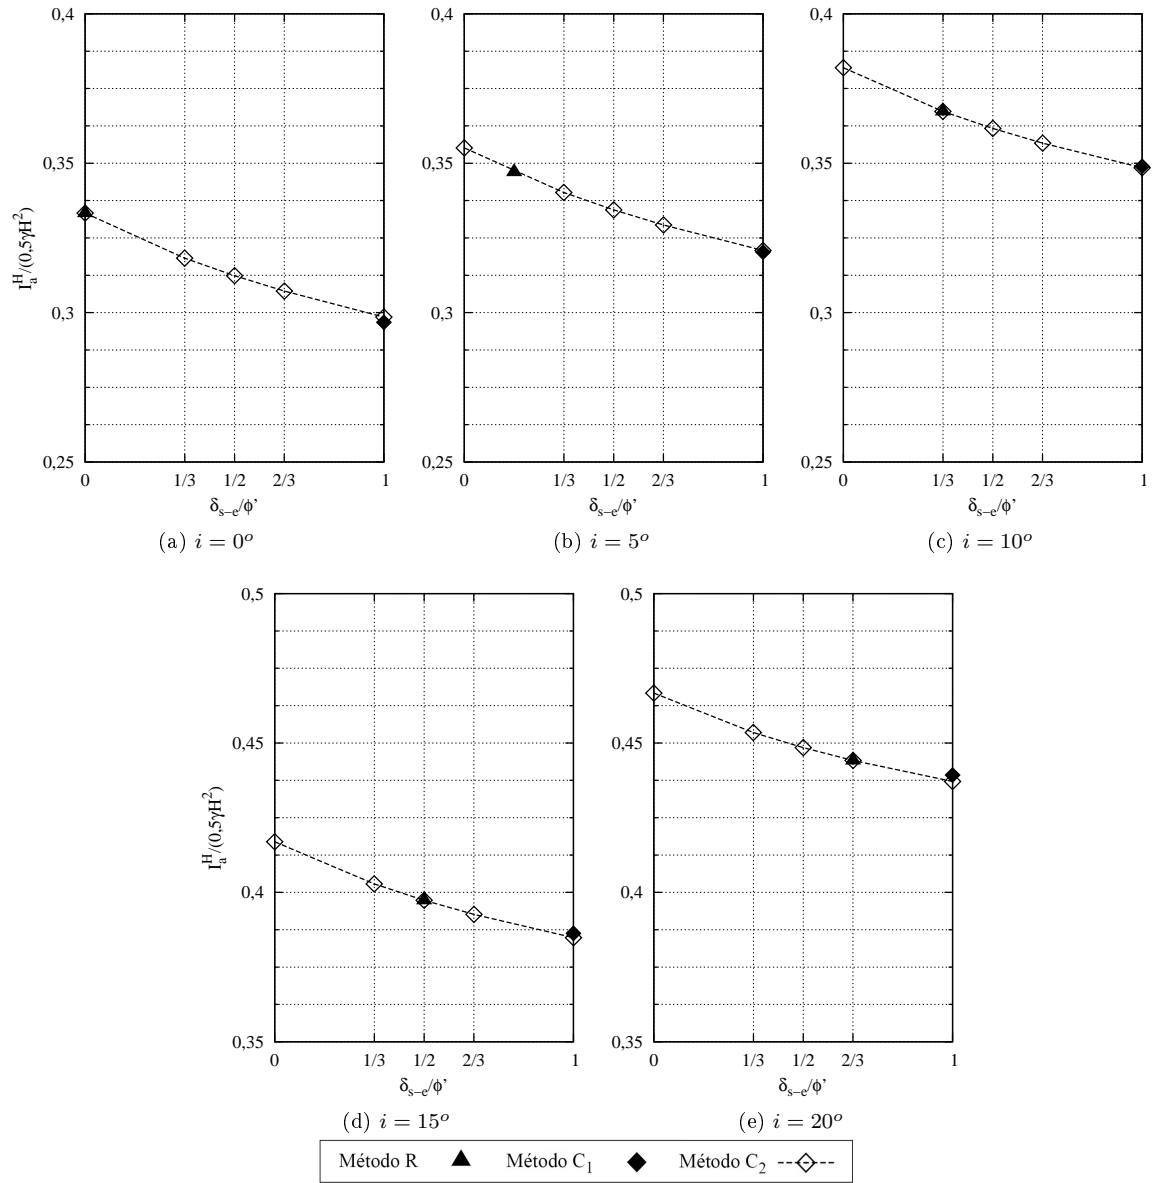 0,4
0,35
0,3
0,25
I_a^H/(0,5γH^2)
0 1/3 1/2 2/3 1
δ_s–e/ϕ’
(a) i = 0º
0,4
0,35
0,3
0,25
0 1/3 1/2 2/3 1
δ_s–e/ϕ’
(b) i = 5º
0,4
0,35
0,3
0,25
0 1/3 1/2 2/3 1
δ_s–e/ϕ’
(c) i = 10º
0,5
0,45
0,4
0,35
I_a^H/(0,5γH^2)
0 1/3 1/2 2/3 1
δ_s–e/ϕ’
(d) i = 15º
0,5
0,45
0,4
0,35
0 1/3 1/2 2/3 1
δ_s–e/ϕ’
(e) i = 20º
Método R Método C_1 Método C_2